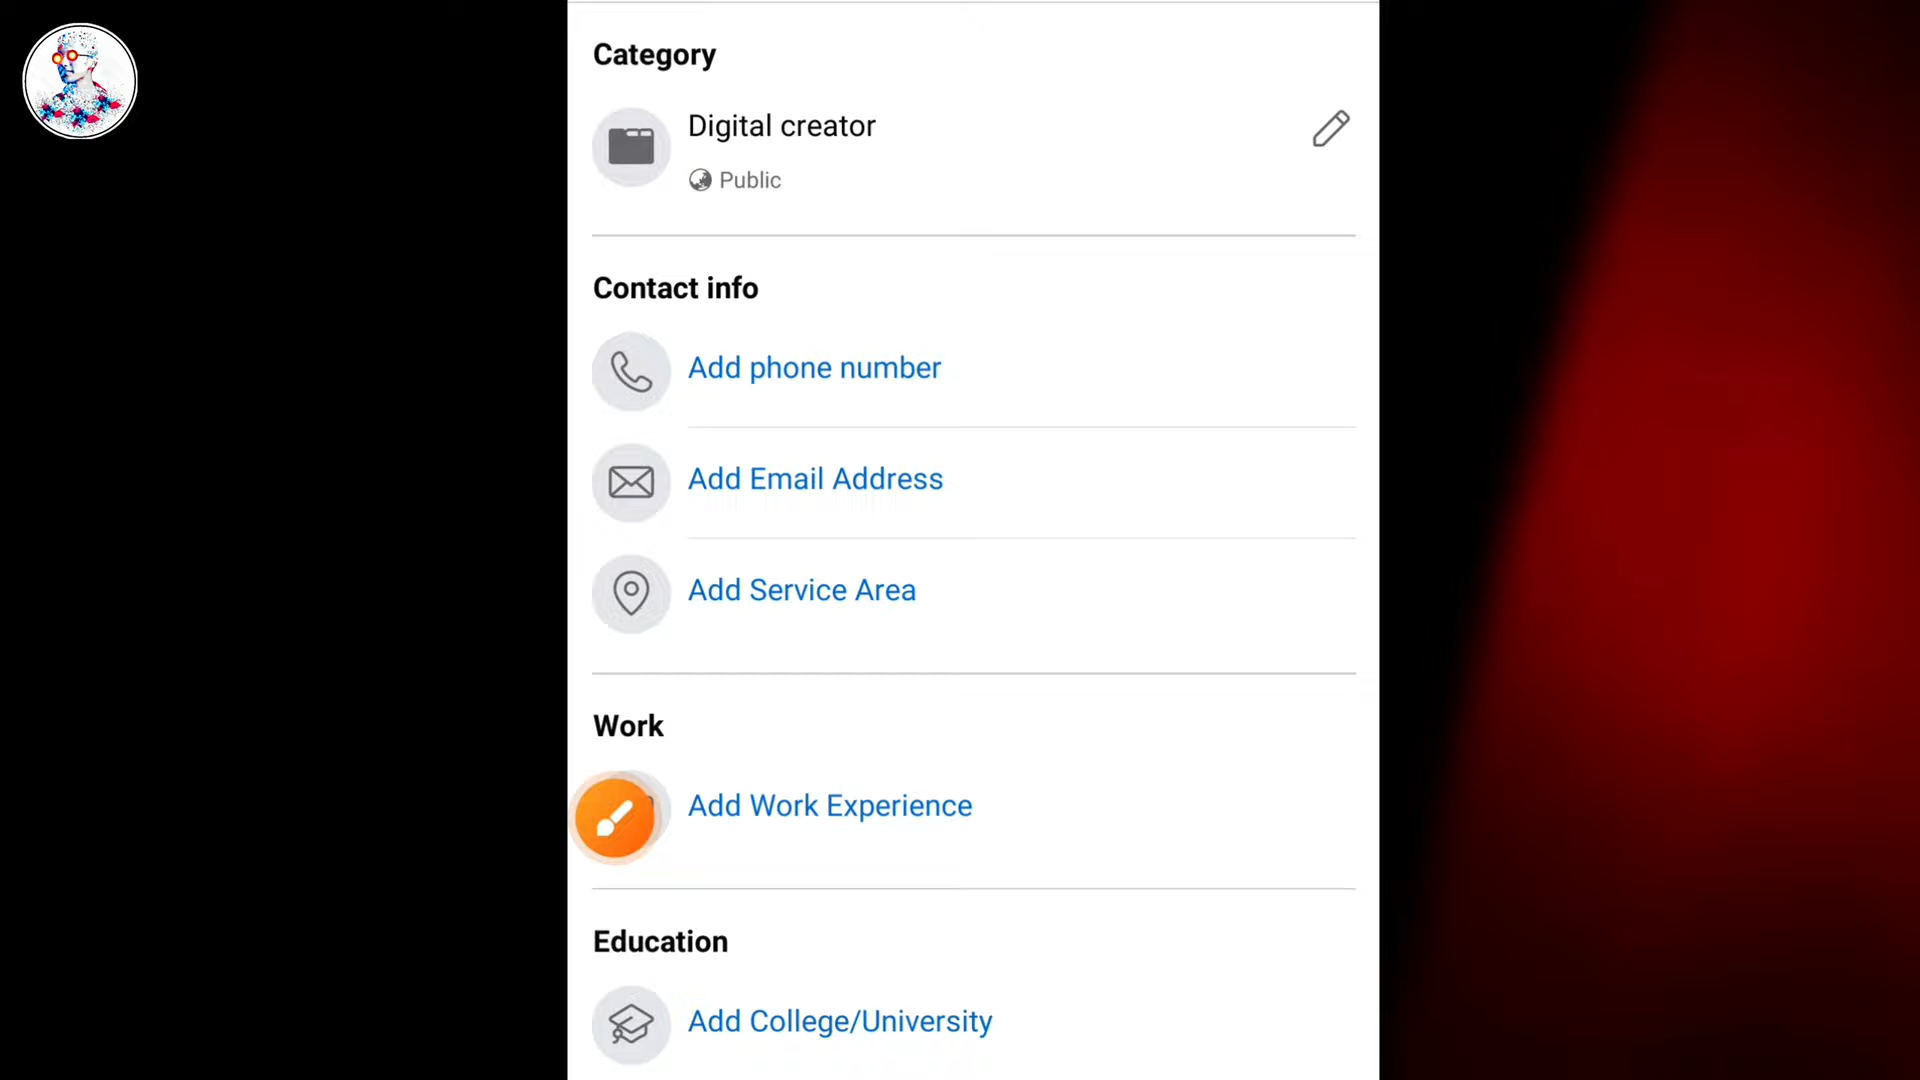 Category
Digital creator
Public
Contact info
Add phone number
Add Email Address
Add Service Area
Work
Add Work Experience
Education
Add College/University